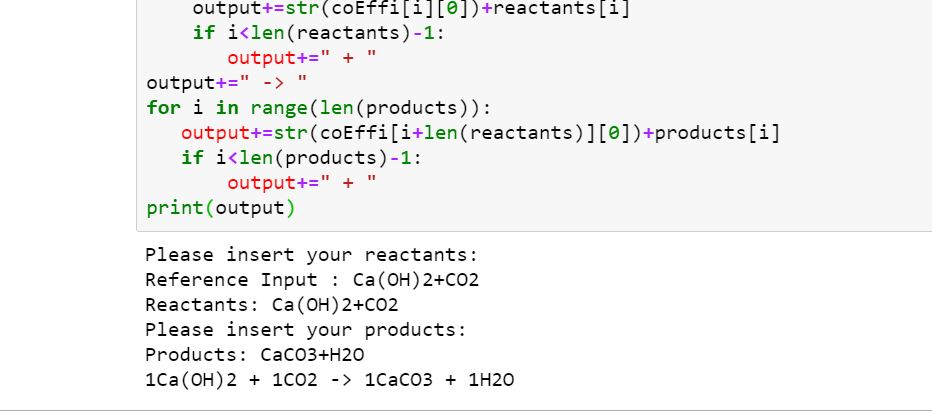 output+=str(coEffi[i][0])+reactants[i]
if i<len(reactants)-1:
output+=" + "
output+=" -> "
for i in range(len(products)):
output+=str(coEffi[i+len(reactants)][0])+products[i]
if i<len(products)-1:
output+=" + "
print(output)
Please insert your reactants:
Reference Input : Ca(OH)2+CO2
Reactants: Ca(OH)2+CO2
Please insert your products:
Products: CaCO3+H2O
1Ca(OH)2 + 1CO2 -> 1CaCO3 + 1H2O